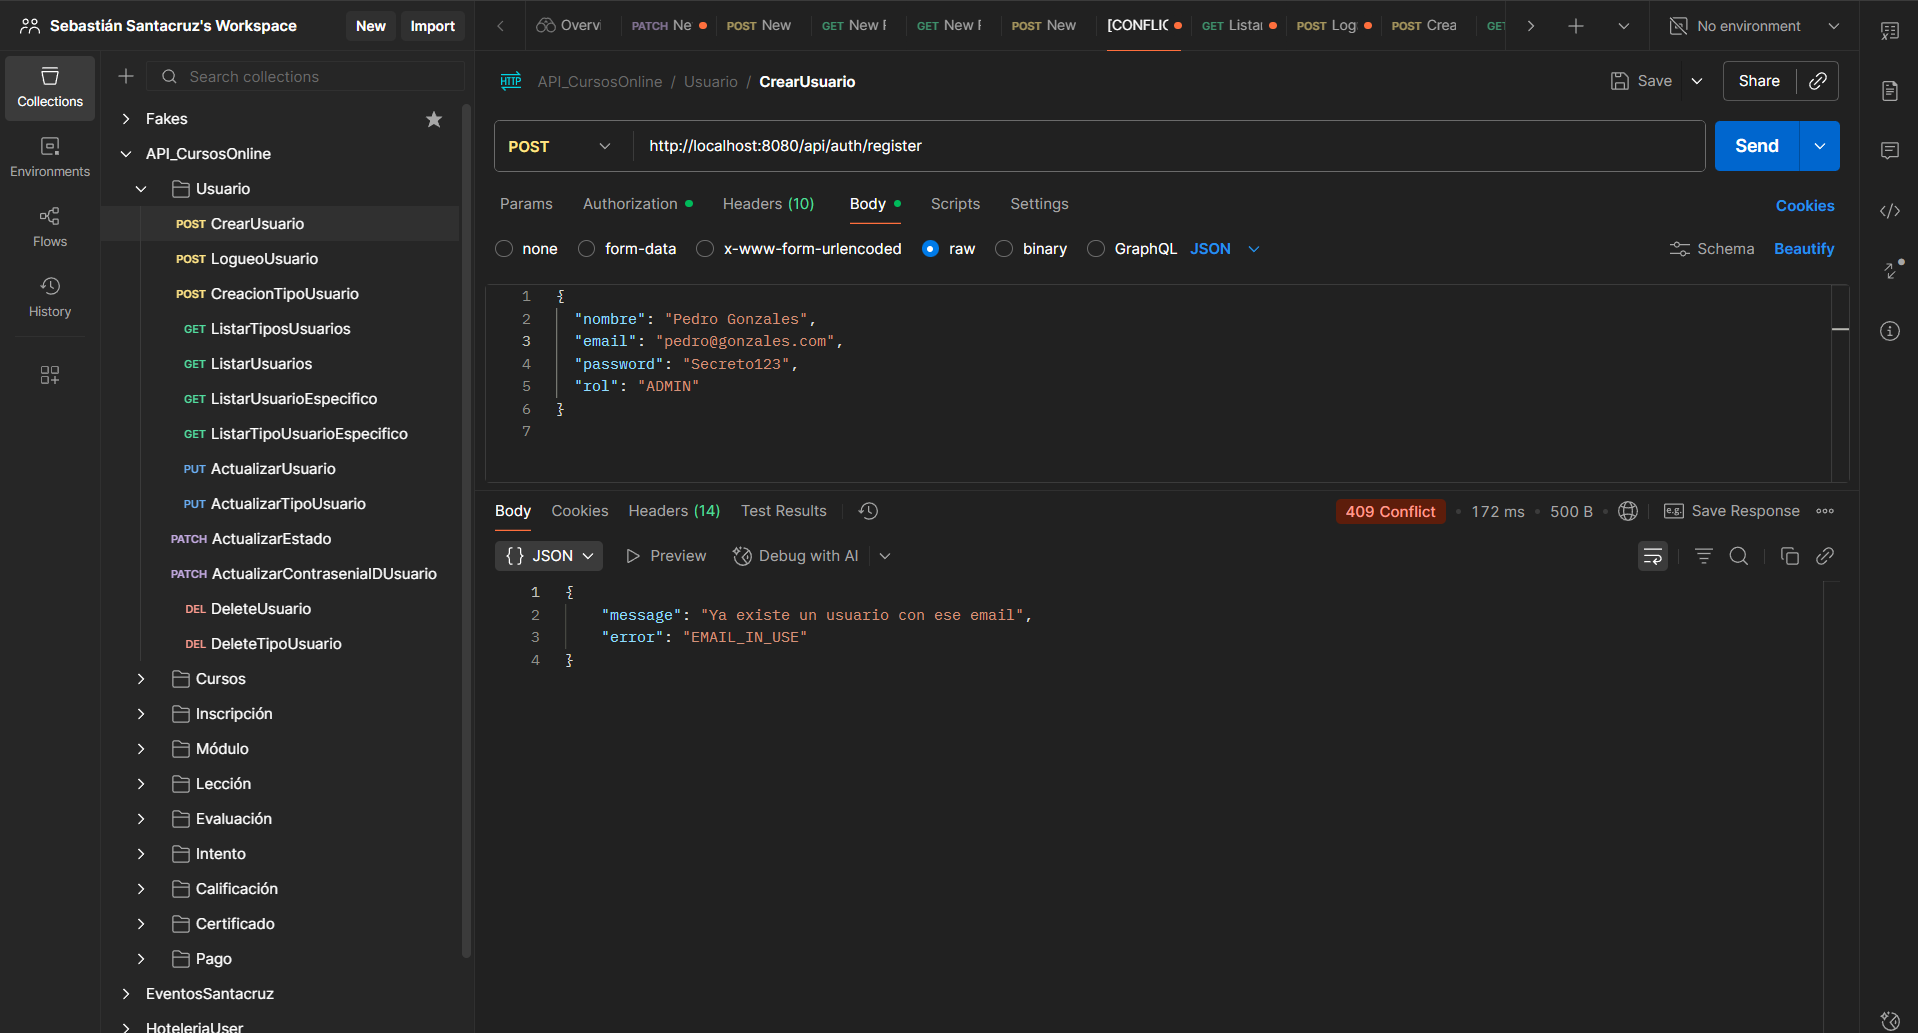 Sebastián Santacruz's Workspace
New
Import
Overvi
PATCH Ne
POST New
GET New F
GET New F
POST New
[CONFLIC
GET Lista
POST Log
POST Crea
GET
No environment
Collections
Environments
Flows
History
Search collections
Fakes
API_CursosOnline
Usuario
POST CrearUsuario
POST LogueoUsuario
POST CreacionTipoUsuario
GET ListarTiposUsuarios
GET ListarUsuarios
GET ListarUsuarioEspecifico
GET ListarTipoUsuarioEspecifico
PUT ActualizarUsuario
PUT ActualizarTipoUsuario
PATCH ActualizarEstado
PATCH ActualizarContraseniaIDUsuario
DEL DeleteUsuario
DEL DeleteTipoUsuario
Cursos
Inscripción
Módulo
Lección
Evaluación
Intento
Calificación
Certificado
Pago
EventosSantacruz
HoteleriaUser
HTTP API_CursosOnline / Usuario / CrearUsuario
Save
Share
POST
http://localhost:8080/api/auth/register
Send
Params
Authorization
Headers (10)
Body
Scripts
Settings
Cookies
none
form-data
x-www-form-urlencoded
raw
binary
GraphQL
JSON
Schema
Beautify
1 {
2 "nombre": "Pedro Gonzales",
3 "email": "pedro@gonzales.com",
4 "password": "Secreto123",
5 "rol": "ADMIN"
6 }
7
Body
Cookies
Headers (14)
Test Results
409 Conflict
172 ms
500 B
e.g. Save Response
{} JSON
Preview
Debug with AI
1 {
2 "message": "Ya existe un usuario con ese email",
3 "error": "EMAIL_IN_USE"
4 }